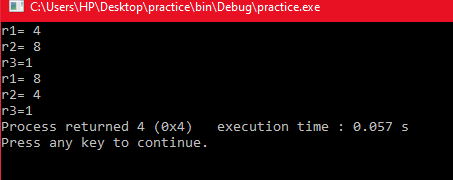 C:\Users\HP\Desktop\practice\bin\Debug\practice.exe
r1= 4
r2= 8
r3=1
r1= 8
r2= 4
r3=1
Process returned 4 (0x4)   execution time : 0.057 s
Press any key to continue.